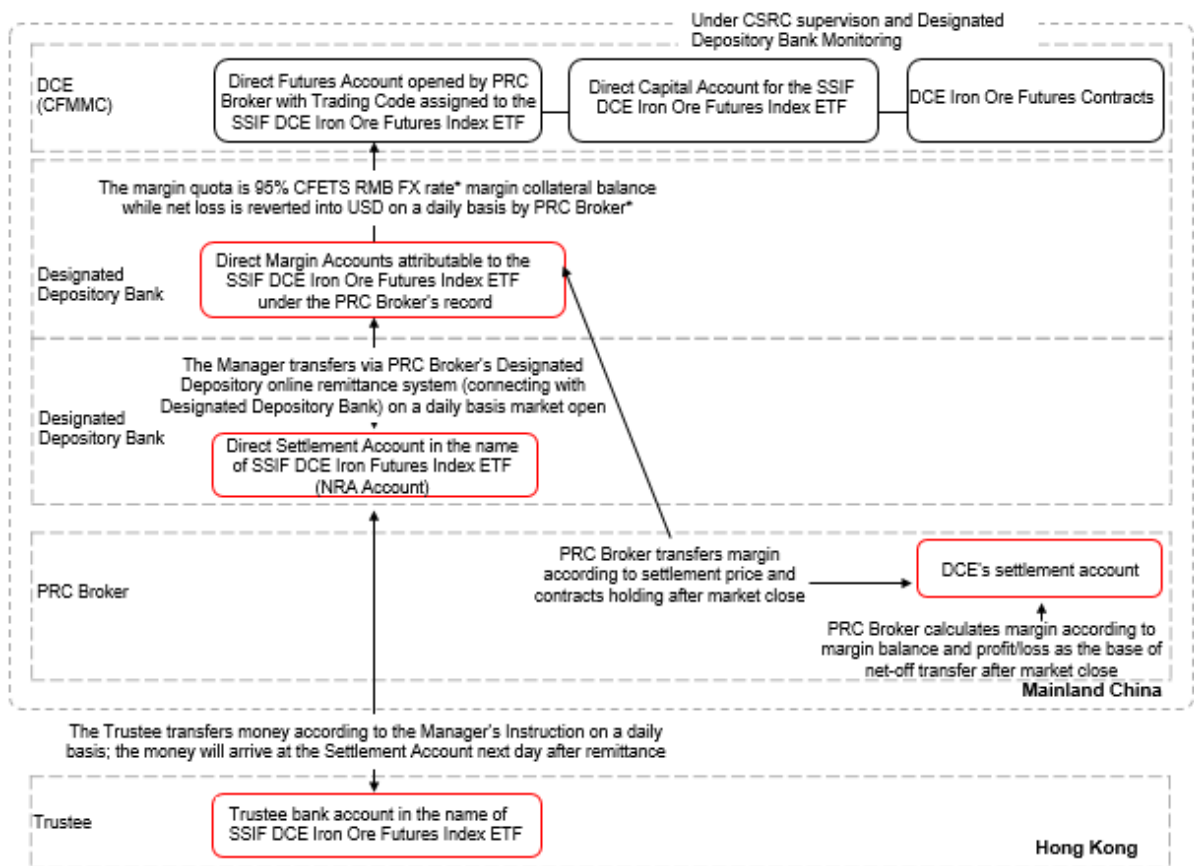 Under CSRC supervison and Designated
Depository Bank Monitoring
DCE
(CFMMC)
Direct Futures Account opened by PRC
Broker with Trading Code assigned to the
SSIF DCE Iron Ore Futures Index ETF
Direct Capital Account for the SSIF
DCE Iron Ore Futures Index ETF
DCE Iron Ore Futures Contracts
The margin quota is 95% CFETS RMB FX rate* margin collateral balance
while net loss is reverted into USD on a daily basis by PRC Broker*
Designated
Depository Bank
Direct Margin Accounts attributable to the
SSIF DCE Iron Ore Futures Index ETF
under the PRC Broker's record
The Manager transfers via PRC Broker's Designated
Depository online remittance system (connecting with
Designated Depository Bank) on a daily basis market open
Designated
Depository Bank
Direct Settlement Account in the name
of SSIF DCE Iron Futures Index ETF
(NRA Account)
PRC Broker
PRC Broker transfers margin
according to settlement price and
contracts holding after market close
DCE's settlement account
PRC Broker calculates margin according to
margin balance and profit/loss as the base of
net-off transfer after market close
Mainland China
The Trustee transfers money according to the Manager's Instruction on a daily
basis; the money will arrive at the Settlement Account next day after remittance
Trustee
Trustee bank account in the name of
SSIF DCE Iron Ore Futures Index ETF
Hong Kong